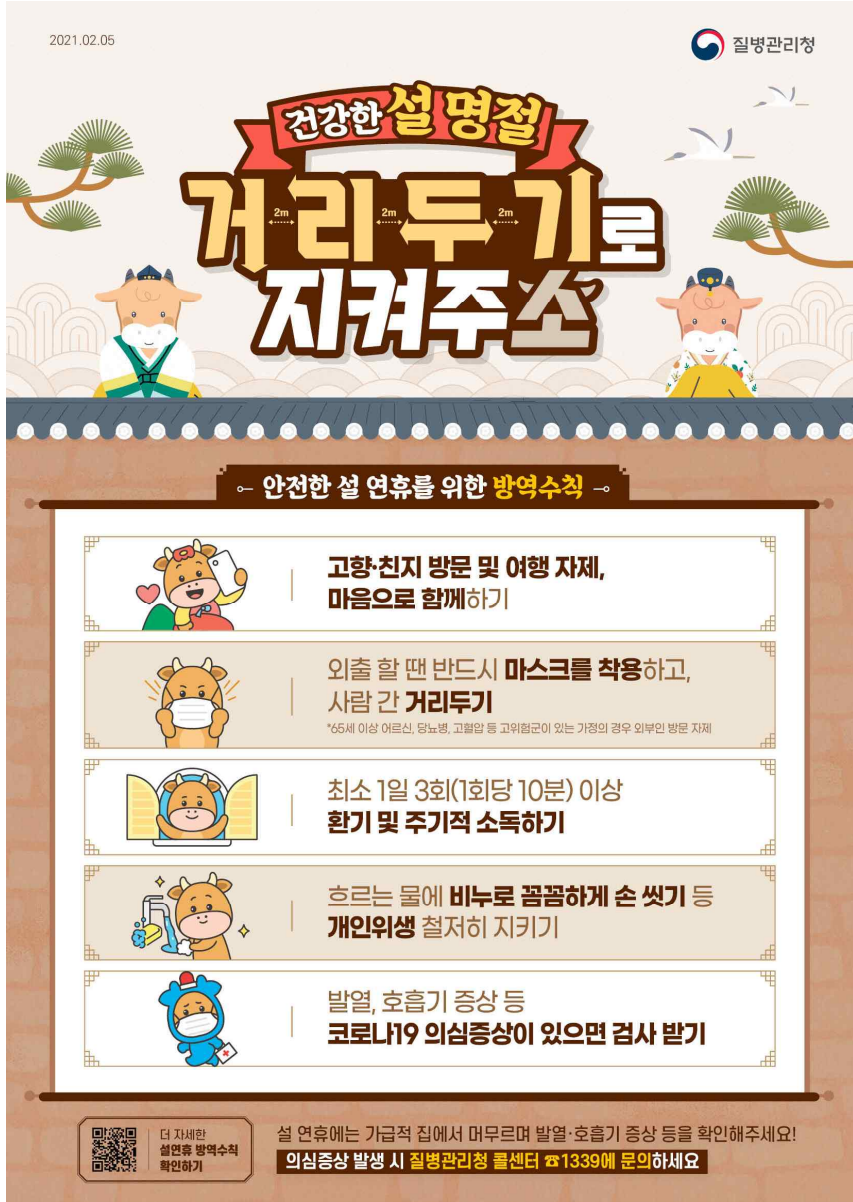 2021.02.05
질병관리청
건강한 설 명절
2m 2m 2m
거리두기로
지켜주소
안전한 설 연휴를 위한 방역수칙
고향·친지 방문 및 여행 자제,
마음으로 함께하기
외출 할 땐 반드시 마스크를 착용하고,
사람 간 거리두기
*65세 이상 어르신, 당뇨병, 고혈압 등 고위험군이 있는 가정의 경우 외부인 방문 자제
최소 1일 3회(1회당 10분) 이상
환기 및 주기적 소독하기
흐르는 물에 비누로 꼼꼼하게 손 씻기 등
개인위생 철저히 지키기
발열, 호흡기 증상 등
코로나19 의심증상이 있으면 검사 받기
더 자세한
설연휴 방역수칙
확인하기
설 연휴에는 가급적 집에서 머무르며 발열·호흡기 증상 등을 확인해주세요!
의심증상 발생 시 질병관리청 콜센터 ☎1339에 문의하세요